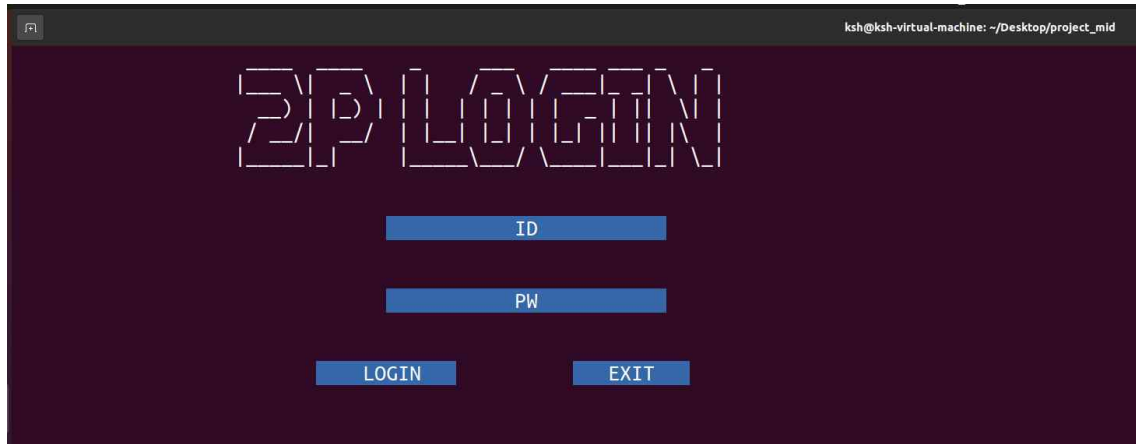 ksh@ksh-virtual-machine: ~/Desktop/project_mid
2P LOGIN
ID
PW
LOGIN EXIT